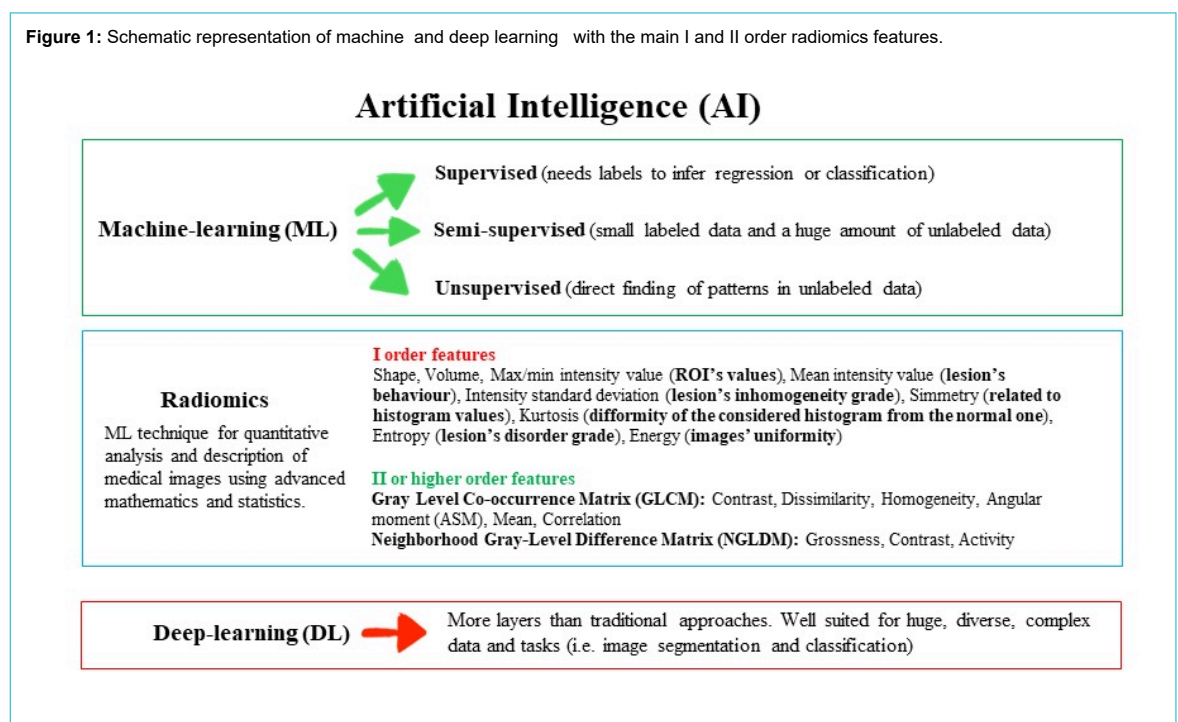 Figure 1: Schematic representation of machine and deep learning with the main I and II order radiomics features.
Artificial Intelligence (AI)
Machine-learning (ML)
Supervised (needs labels to infer regression or classification)
Semi-supervised (small labeled data and a huge amount of unlabeled data)
Unsupervised (direct finding of patterns in unlabeled data)
Radiomics
ML technique for quantitative
analysis and description of
medical images using advanced
mathematics and statistics.
I order features
Shape, Volume, Max/min intensity value (ROI's values), Mean intensity value (lesion's
behaviour), Intensity standard deviation (lesion's inhomogeneity grade), Simmetry (related to
histogram values), Kurtosis (difformity of the considered histogram from the normal one),
Entropy (lesion's disorder grade), Energy (images' uniformity)
II or higher order features
Gray Level Co-occurrence Matrix (GLCM): Contrast, Dissimilarity, Homogeneity, Angular
moment (ASM), Mean, Correlation
Neighborhood Gray-Level Difference Matrix (NGLDM): Grossness, Contrast, Activity
Deep-learning (DL)
More layers than traditional approaches. Well suited for huge, diverse, complex
data and tasks (i.e. image segmentation and classification)